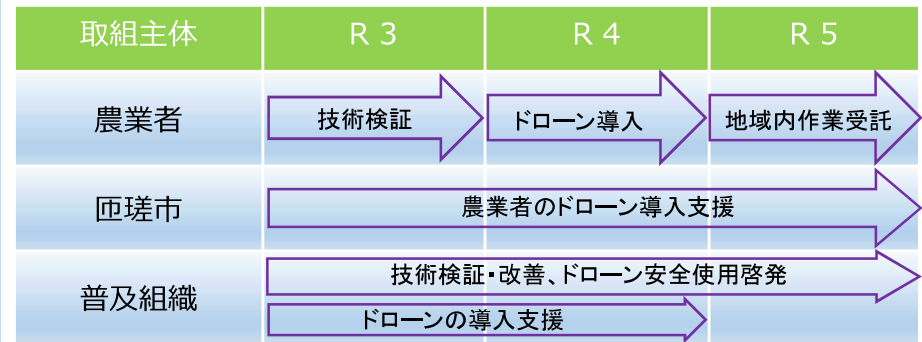 取組主体 R 3 R 4 R 5
農業者 技術検証 ドローン導入 地域内作業受託
匝瑳市 農業者のドローン導入支援
普及組織 技術検証・改善、ドローン安全使用啓発
ドローンの導入支援